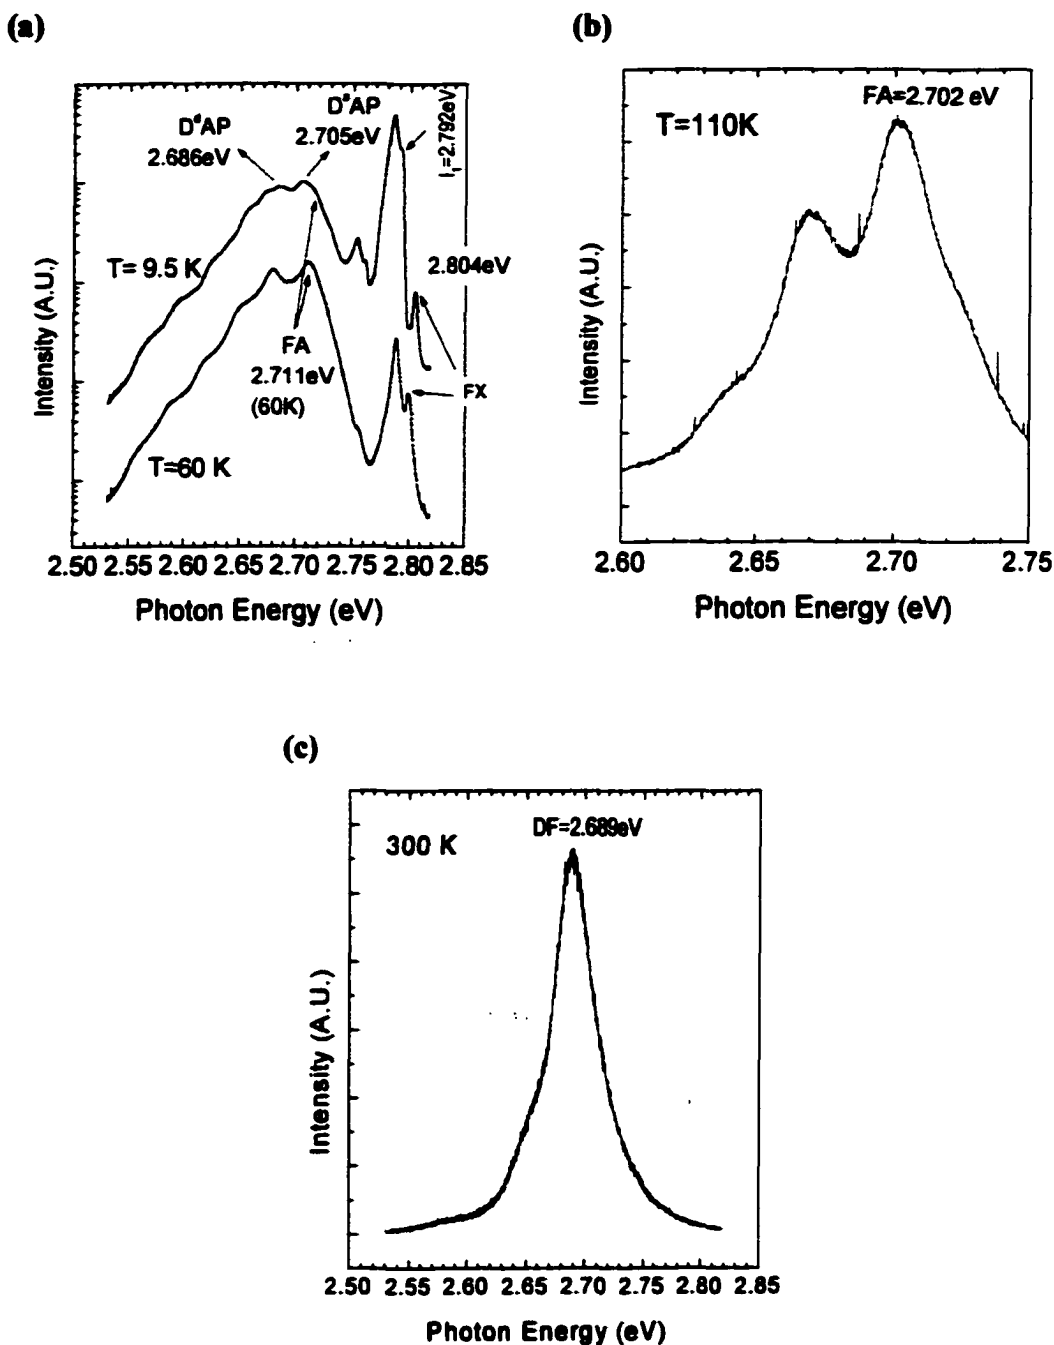 (a)
D^dAP
2.686eV
D^sAP
2.705eV
I₁=2.792eV
2.804eV
T= 9.5 K
FA
2.711eV
(60K)
FX
T=60 K
Intensity (A.U.)
2.50 2.55 2.60 2.65 2.70 2.75 2.80 2.85
Photon Energy (eV)
(b)
FA=2.702 eV
T=110K
Intensity (A.U.)
2.60 2.65 2.70 2.75
Photon Energy (eV)
(c)
DF=2.689eV
300 K
Intensity (A.U.)
2.50 2.55 2.60 2.65 2.70 2.75 2.80 2.85
Photon Energy (eV)